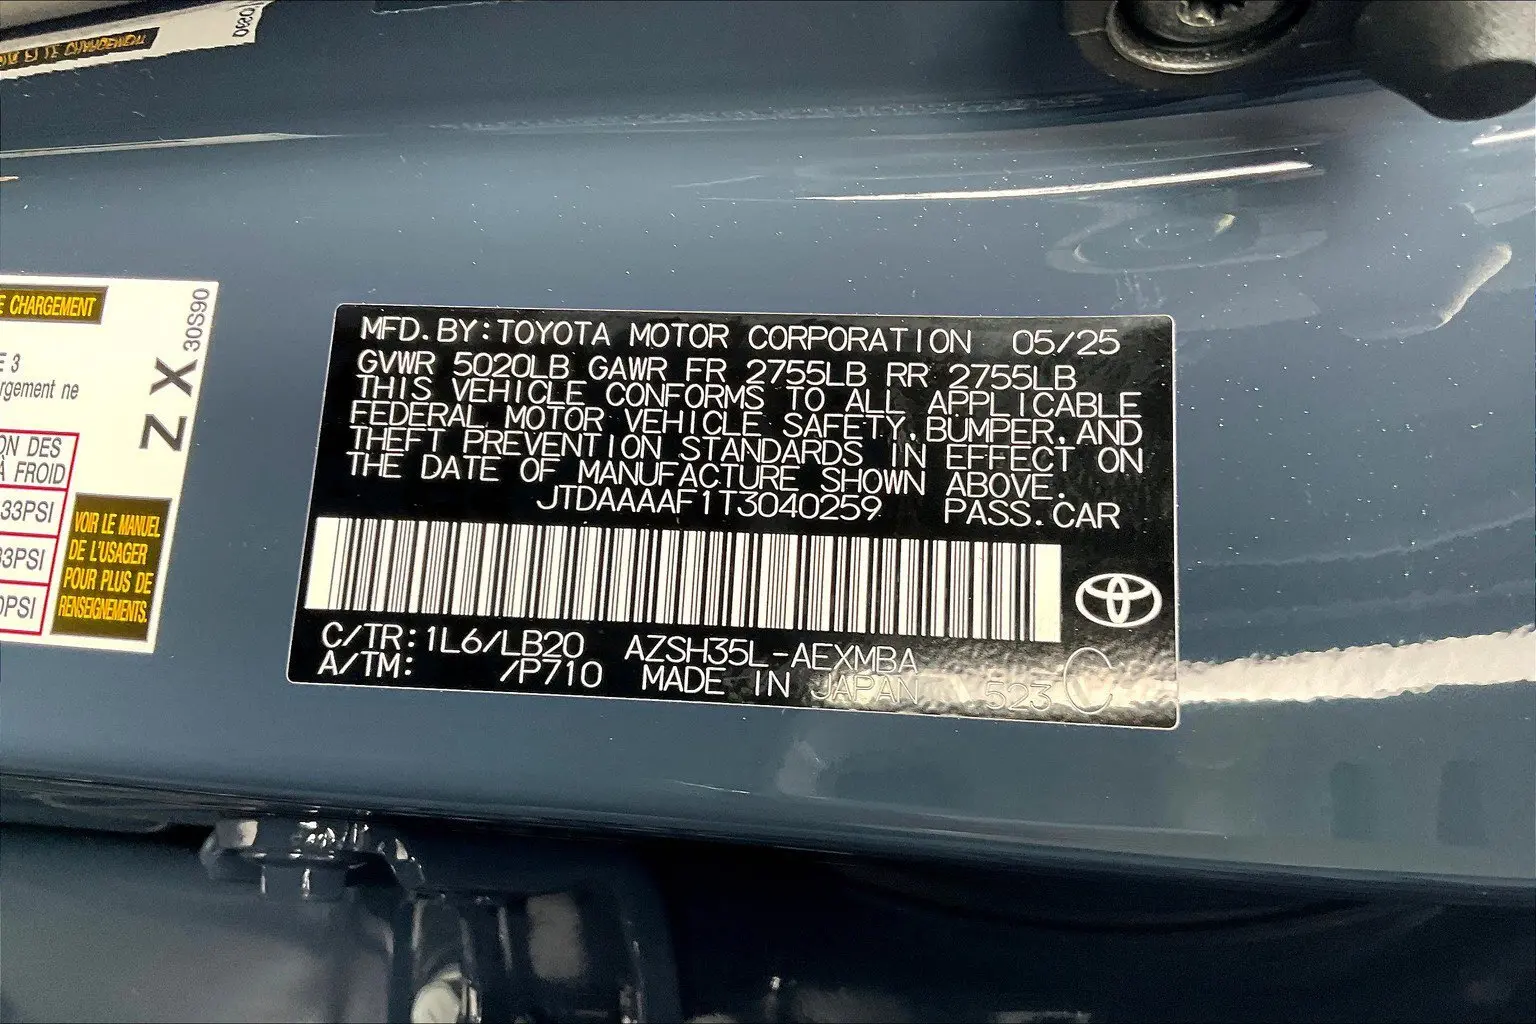 E CHARGEMENT
E 3
rgement ne
ON DES
À FROID
33PSI
33PSI
0PSI
VOIR LE MANUEL
DE L'USAGER
POUR PLUS DE
RENSEIGNEMENTS.
ZX
30S90
MFD.BY:TOYOTA MOTOR CORPORATION 05/25
GVWR 5020LB GAWR FR 2755LB RR 2755LB
THIS VEHICLE CONFORMS TO ALL APPLICABLE
FEDERAL MOTOR VEHICLE SAFETY,BUMPER,AND
THEFT PREVENTION STANDARDS IN EFFECT ON
THE DATE OF MANUFACTURE SHOWN ABOVE.
JTDAAAAF1T3040259 PASS.CAR
C/TR:1L6/LB20 AZSH35L-AEXMBA
A/TM: /P710 MADE IN JAPAN 523 C